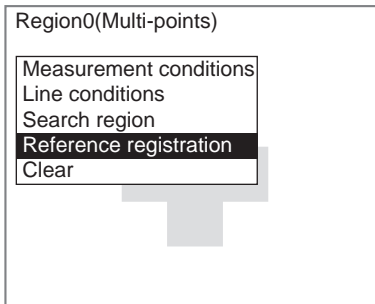 Region0(Multi-points)
Measurement conditions
Line conditions
Search region
Reference registration
Clear